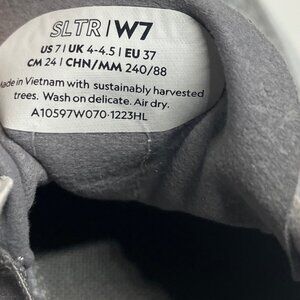 SLTR | W7
US 7 | UK 4-4.5 | EU 37
CM 24 | CHN/MM 240/88
Made in Vietnam with sustainably harvested
trees. Wash on delicate. Air dry.
A10597W070-1223HL